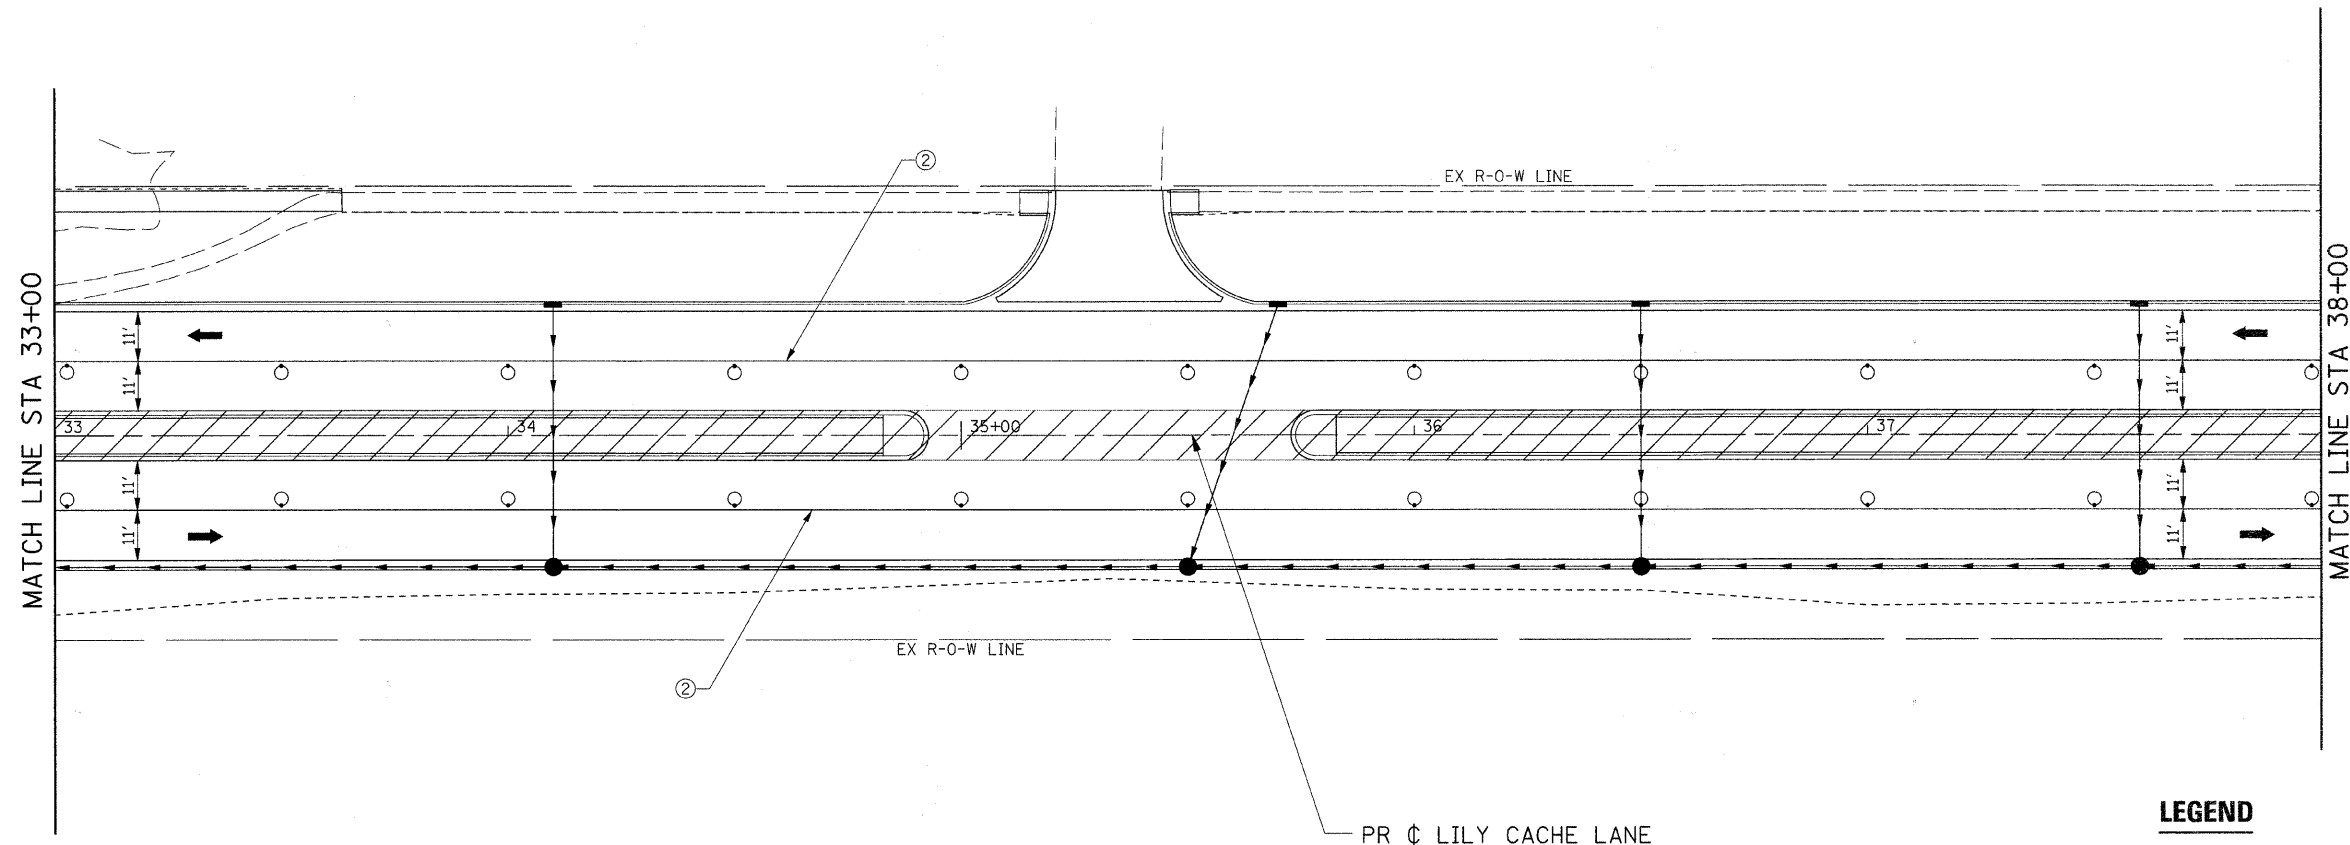 ②
EX R-O-W LINE
MATCH LINE STA 33+00
MATCH LINE STA 38+00
11'
11'
11'
11'
33
34
35+00
36
37
11'
11'
11'
11'
EX R-O-W LINE
②
LEGEND
PR ℄ LILY CACHE LANE